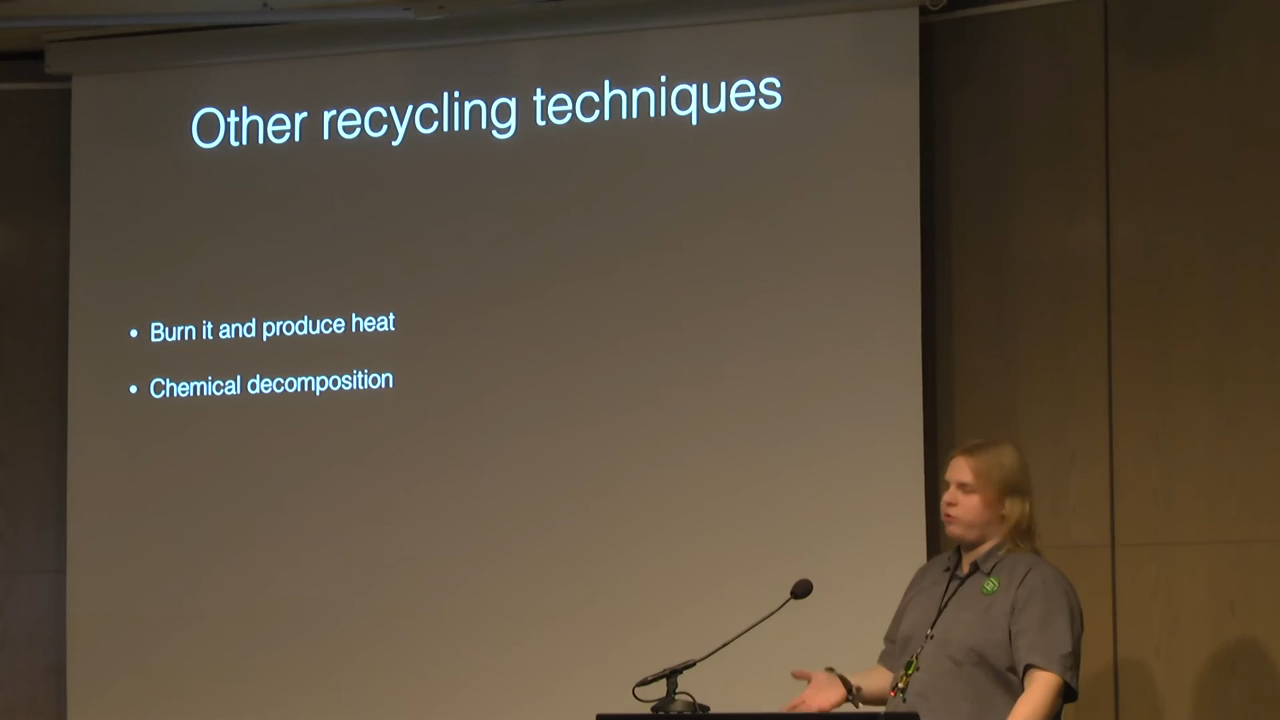 Other recycling techniques
• Burn it and produce heat
• Chemical decomposition